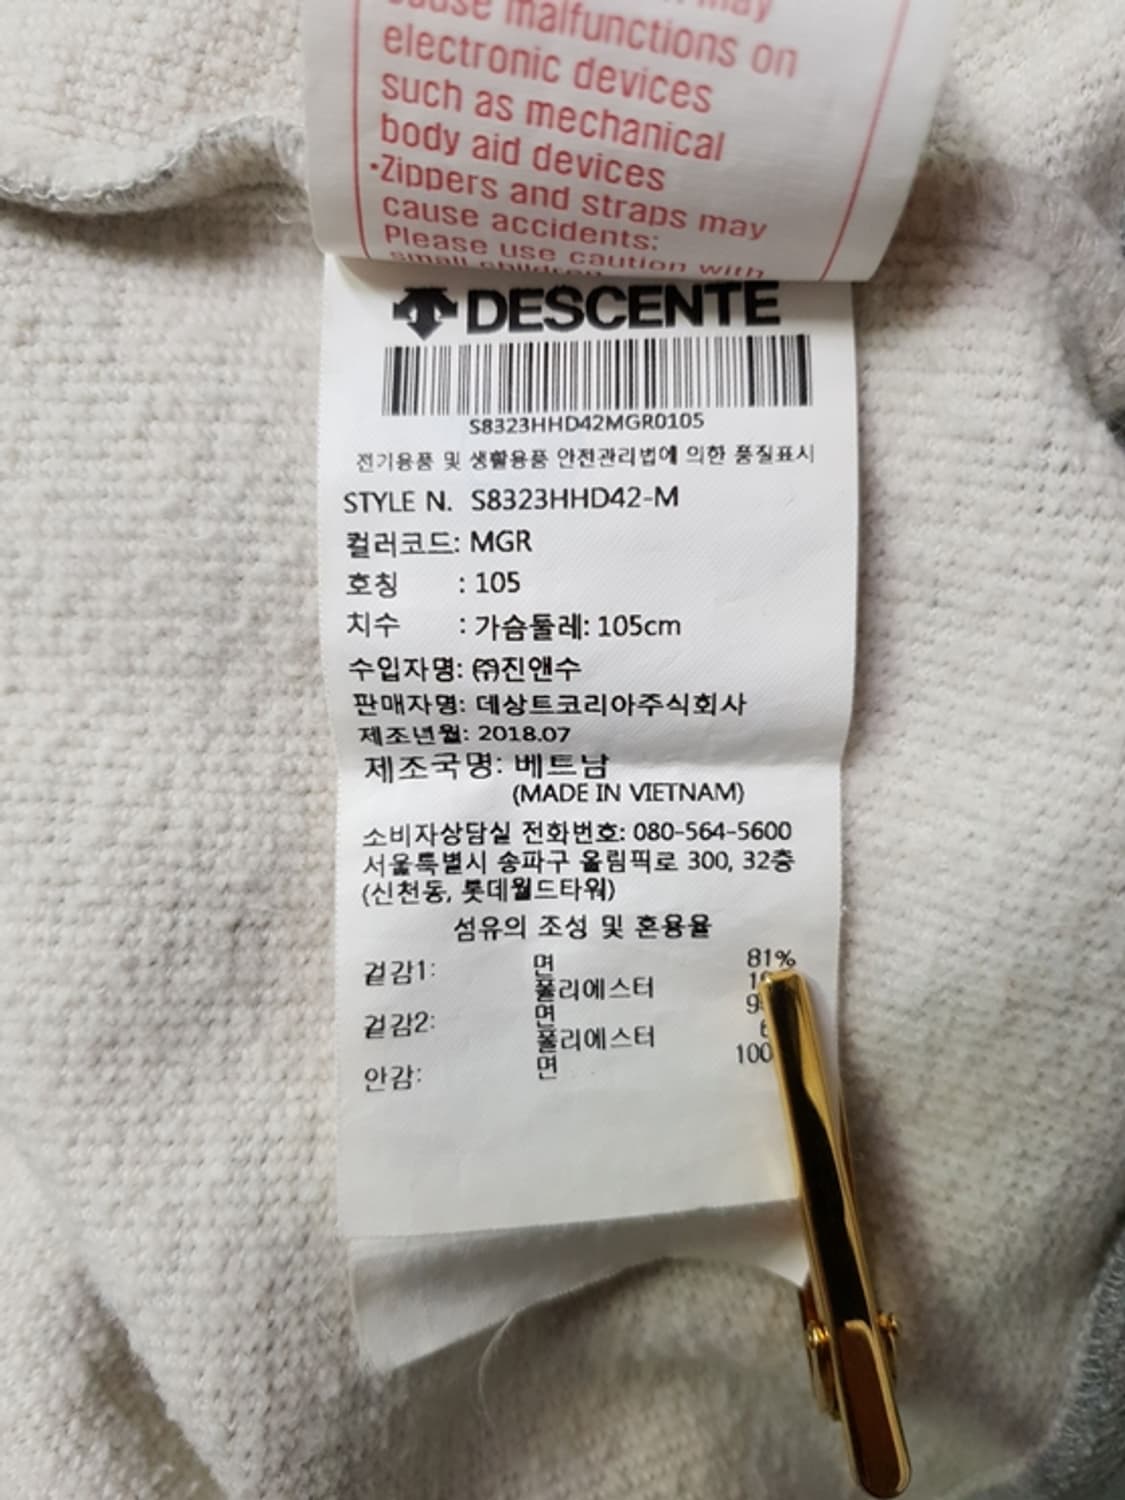 may
cause malfunctions on
electronic devices
such as mechanical
body aid devices
•Zippers and straps may
cause accidents:
Please use caution with
small children
DESCENTE
S8323HHD42MGR0105
전기용품 및 생활용품 안전관리법에 의한 품질표시
STYLE N. S8323HHD42-M
컬러코드: MGR
호칭 : 105
치수 : 가슴둘레: 105cm
수입자명: ㈜진앤수
판매자명: 데상트코리아주식회사
제조년월: 2018.07
제조국명: 베트남
(MADE IN VIETNAM)
소비자상담실 전화번호: 080-564-5600
서울특별시 송파구 올림픽로 300, 32층
(신천동, 롯데월드타워)
섬유의 조성 및 혼용율
겉감1: 면 81%
폴리에스터
겉감2: 면
폴리에스터
안감: 면 100